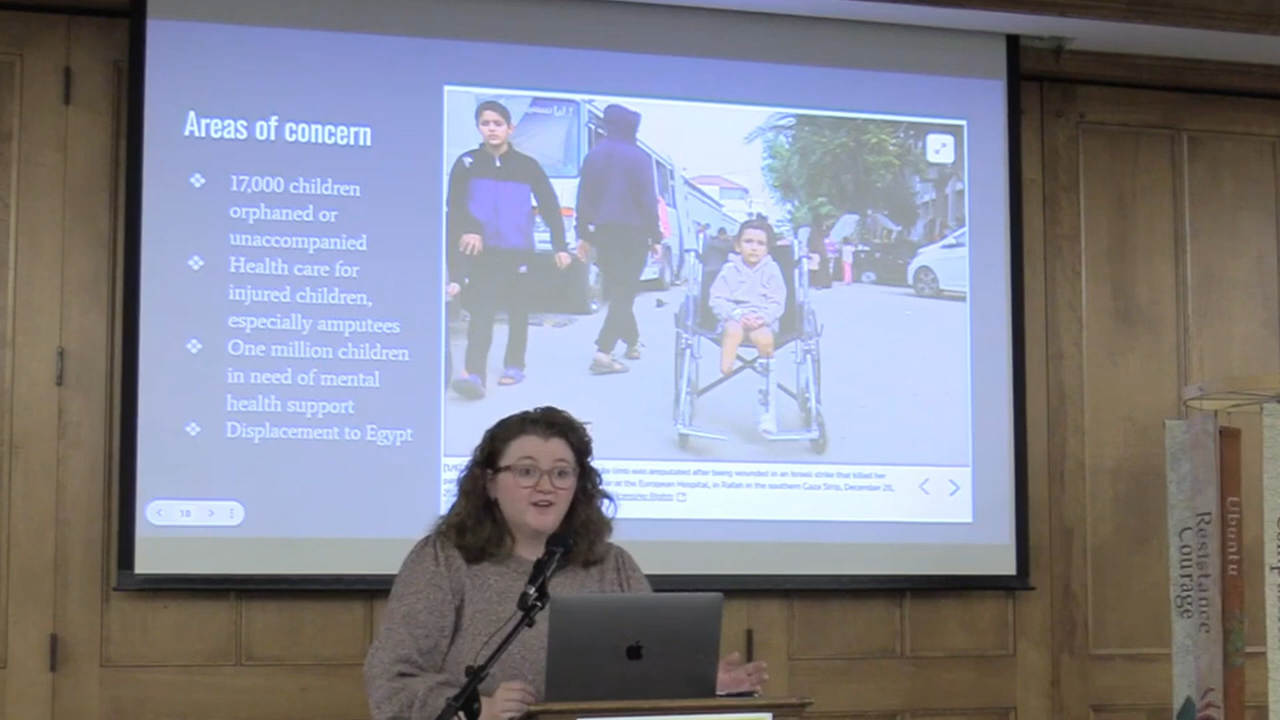 Areas of concern
17,000 children
orphaned or
unaccompanied
Health care for
injured children,
especially amputees
One million children
in need of mental
health support
Displacement to Egypt
limb was amputated after being wounded in an Israeli strike that killed her
at the European Hospital, in Rafah in the southern Gaza Strip, December 20,
Licensing Rights
10
Ubuntu
Resistance
Courage